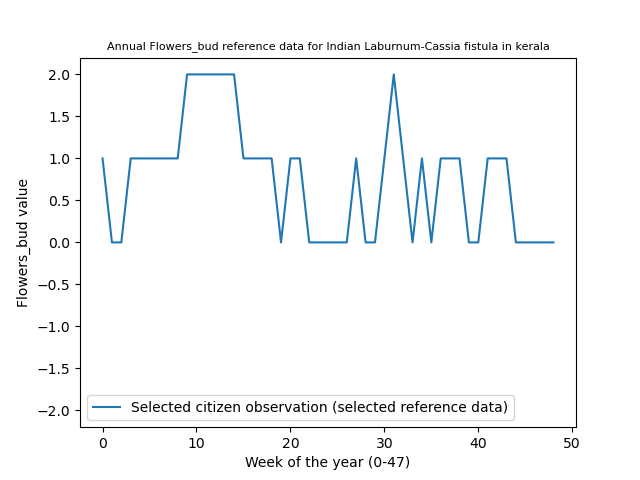 Annual Flowers_bud reference data for Indian Laburnum-Cassia fistula in kerala
2.0
1.5
1.0
0.5
0.0
−0.5
−1.0
−1.5
−2.0
Flowers_bud value
Selected citizen observation (selected reference data)
0 10 20 30 40 50
Week of the year (0-47)